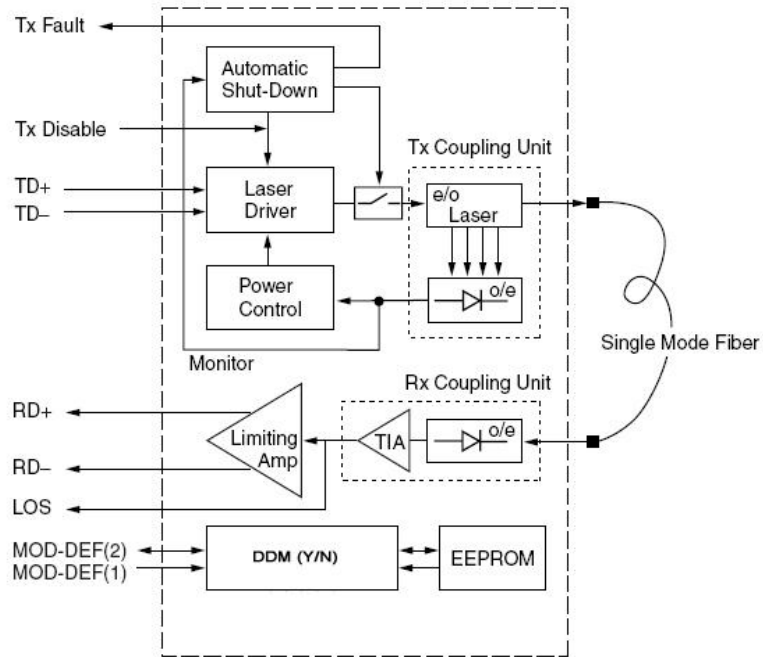 Tx Fault
Automatic
Shut-Down
Tx Disable
Tx Coupling Unit
TD+
TD–
Laser
Driver
e/o
Laser
Power
Control
o/e
Monitor
Single Mode Fiber
Rx Coupling Unit
RD+
RD–
Limiting
Amp
TIA
o/e
LOS
MOD-DEF(2)
MOD-DEF(1)
DDM (Y/N)
EEPROM